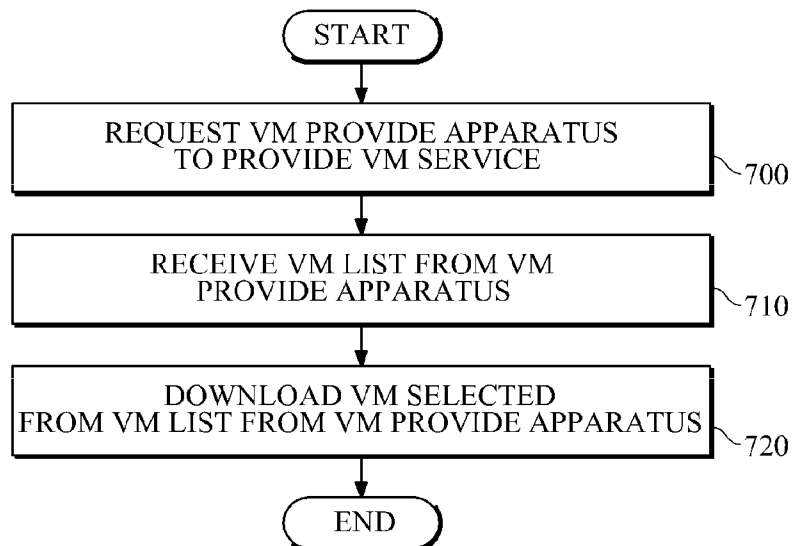 START
REQUEST VM PROVIDE APPARATUS
TO PROVIDE VM SERVICE
700
RECEIVE VM LIST FROM VM
PROVIDE APPARATUS
710
DOWNLOAD VM SELECTED
FROM VM LIST FROM VM PROVIDE APPARATUS
720
END